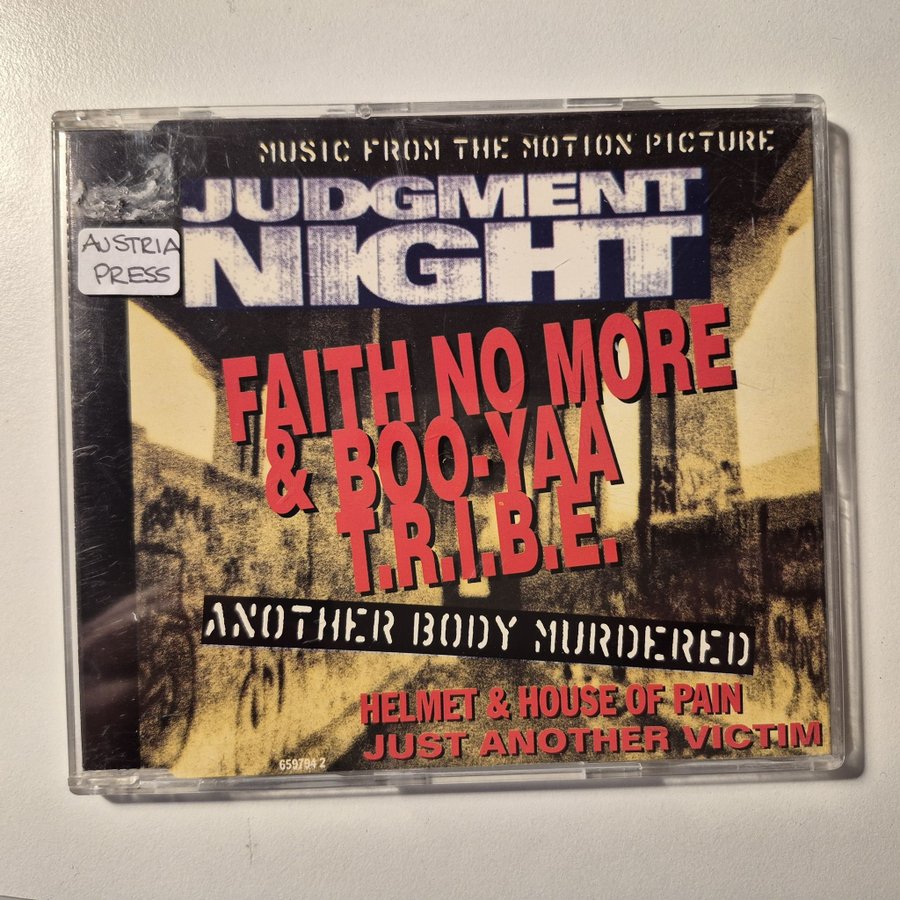 MUSIC FROM THE MOTION PICTURE
JUDGMENT
NIGHT
AUSTRIA
PRESS
FAITH NO MORE
& BOO-YAA
T.R.I.B.E.
ANOTHER BODY MURDERED
HELMET & HOUSE OF PAIN
JUST ANOTHER VICTIM
659794 2